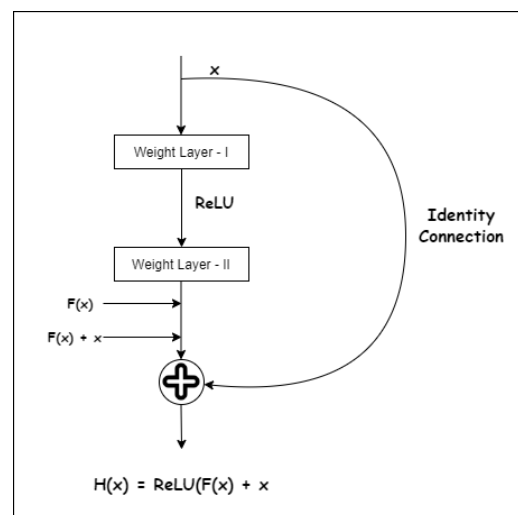 x
Weight Layer - I
ReLU
Identity
Connection
Weight Layer - II
F(x)
F(x) + x
H(x) = ReLU(F(x) + x